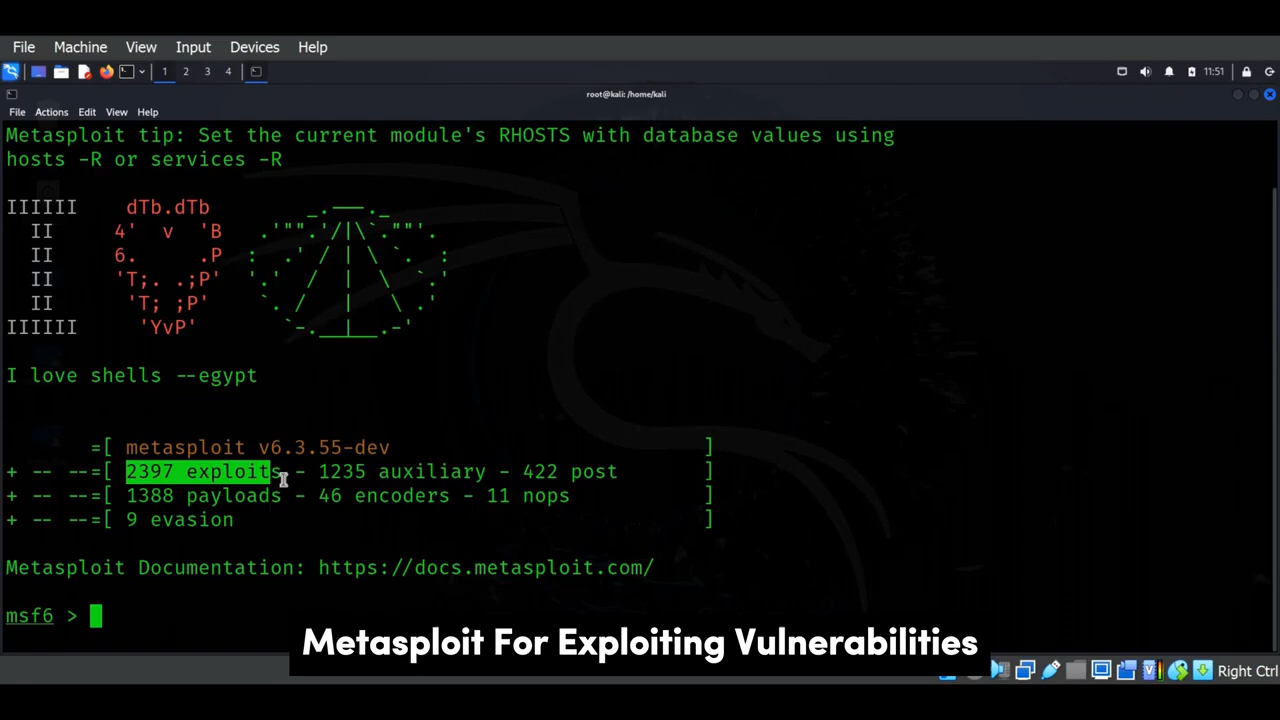 File Machine View Input Devices Help
1 2 3 4 11:51
root@kali: /home/kali
File Actions Edit View Help
Metasploit tip: Set the current module's RHOSTS with database values using
hosts -R or services -R
IIIIII    dTb.dTb        _.---._
  II     4'  v  'B   .'"".'/|\`.""'.
  II     6.     .P  :  .' / | \ `.  :
  II     'T;. .;P'  '.'  /  |  \  `.'
  II      'T; ;P'    `. /   |   \ .'
IIIIII     'YvP'       `-.__|__.-'
I love shells --egypt
=[ metasploit v6.3.55-dev ]
+ -- --=[ 2397 exploits - 1235 auxiliary - 422 post ]
+ -- --=[ 1388 payloads - 46 encoders - 11 nops ]
+ -- --=[ 9 evasion ]
Metasploit Documentation: https://docs.metasploit.com/
msf6 >
Metasploit For Exploiting Vulnerabilities
Right Ctrl